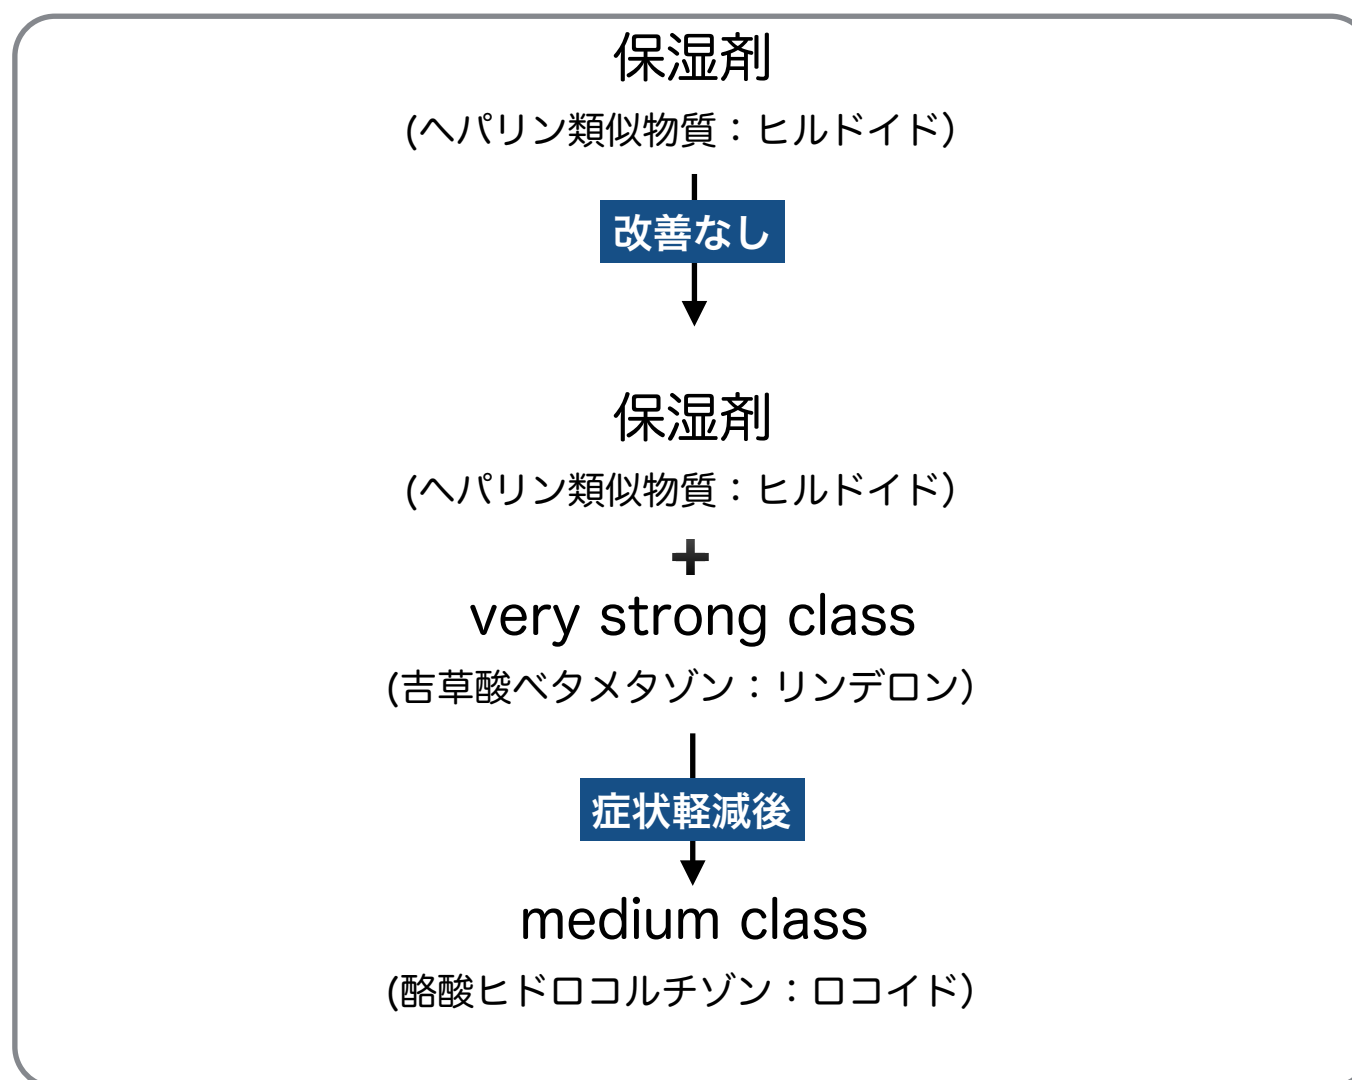 保湿剤
(ヘパリン類似物質：ヒルドイド)
改善なし
保湿剤
(ヘパリン類似物質：ヒルドイド)
+
very strong class
(吉草酸ベタメタゾン：リンデロン)
症状軽減後
medium class
(酪酸ヒドロコルチゾン：ロコイド)